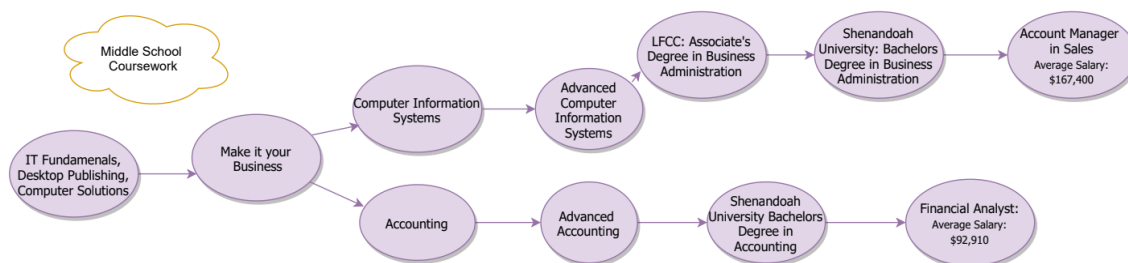 Middle School
Coursework
IT Fundamenals,
Desktop Publishing,
Computer Solutions
Make it your
Business
Computer Information
Systems
Advanced
Computer
Information
Systems
LFCC: Associate's
Degree in Business
Administration
Shenandoah
University: Bachelors
Degree in Business
Administration
Account Manager
in Sales
Average Salary:
$167,400
Accounting
Advanced
Accounting
Shenandoah
University Bachelors
Degree in
Accounting
Financial Analyst:
Average Salary:
$92,910